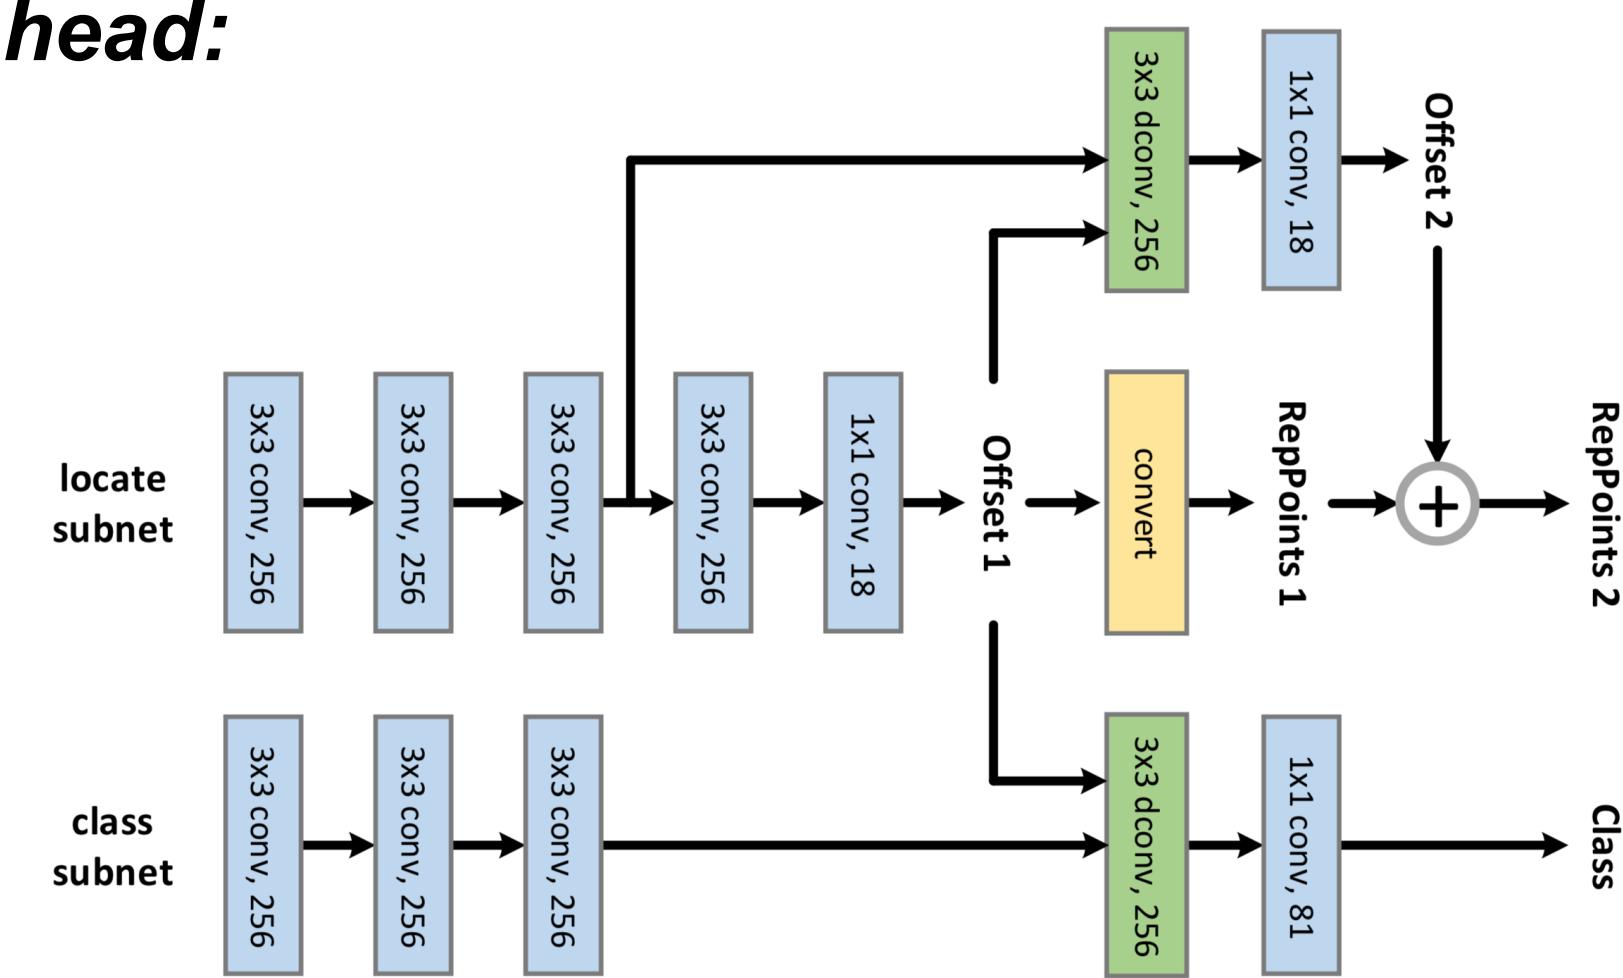 head:
3x3 dconv, 256
1x1 conv, 18
Offset 2
locate
subnet
3x3 conv, 256
3x3 conv, 256
3x3 conv, 256
3x3 conv, 256
1x1 conv, 18
Offset 1
convert
RepPoints 1
+
RepPoints 2
class
subnet
3x3 conv, 256
3x3 conv, 256
3x3 conv, 256
3x3 dconv, 256
1x1 conv, 81
Class